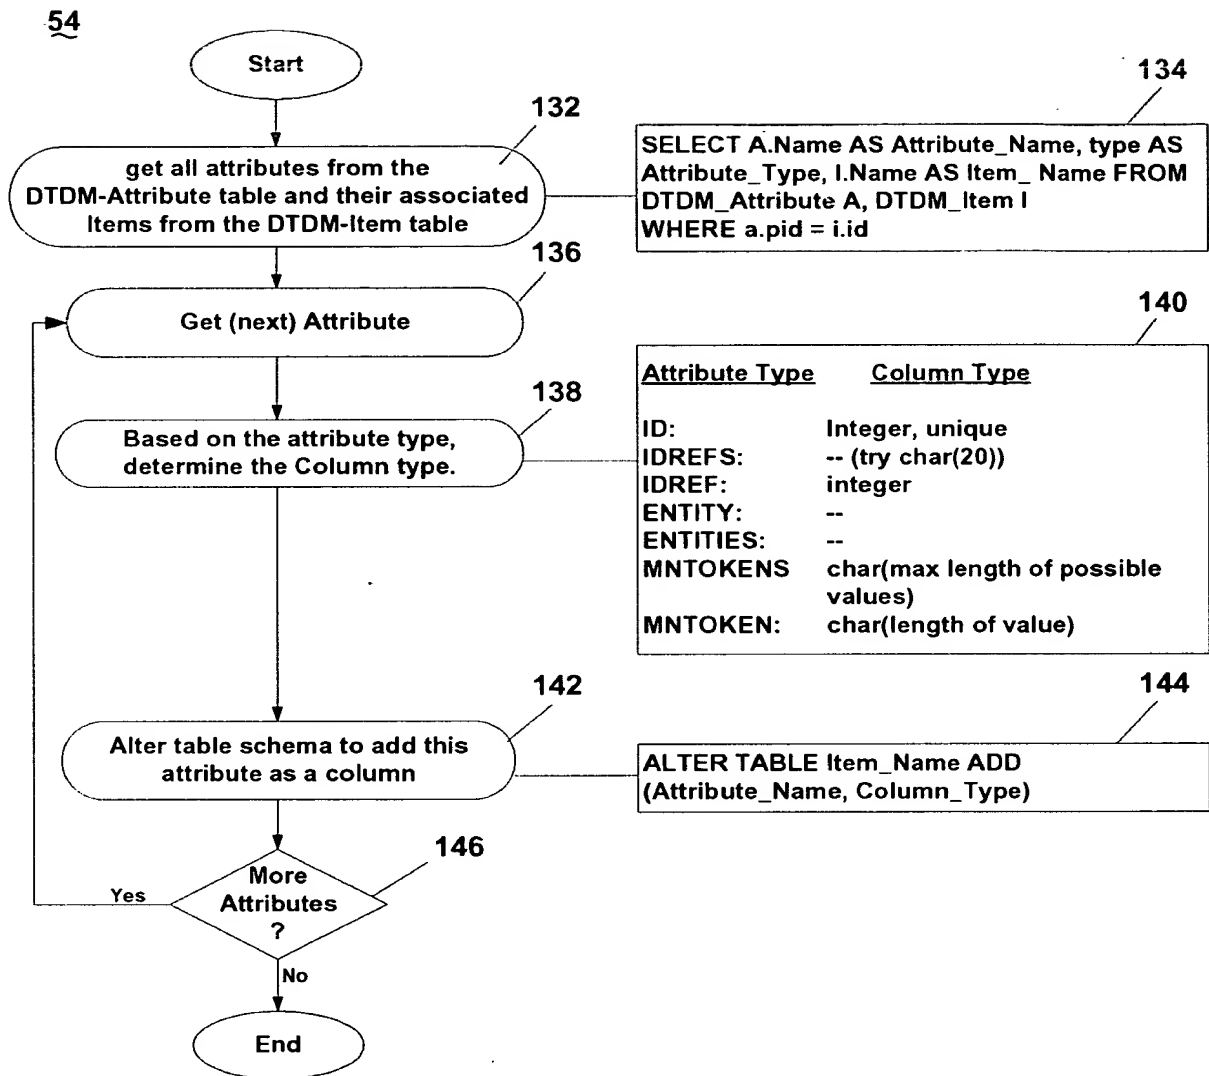 54
Start
132
get all attributes from the
DTDM-Attribute table and their associated
Items from the DTDM-Item table
134
SELECT A.Name AS Attribute_Name, type AS
Attribute_Type, I.Name AS Item_ Name FROM
DTDM_Attribute A, DTDM_Item I
WHERE a.pid = i.id
136
Get (next) Attribute
138
Based on the attribute type,
determine the Column type.
140
Attribute Type Column Type
ID: Integer, unique
IDREFS: -- (try char(20))
IDREF: integer
ENTITY: --
ENTITIES: --
MNTOKENS char(max length of possible
values)
MNTOKEN: char(length of value)
142
Alter table schema to add this
attribute as a column
144
ALTER TABLE Item_Name ADD
(Attribute_Name, Column_Type)
146
More
Attributes
?
Yes
No
End